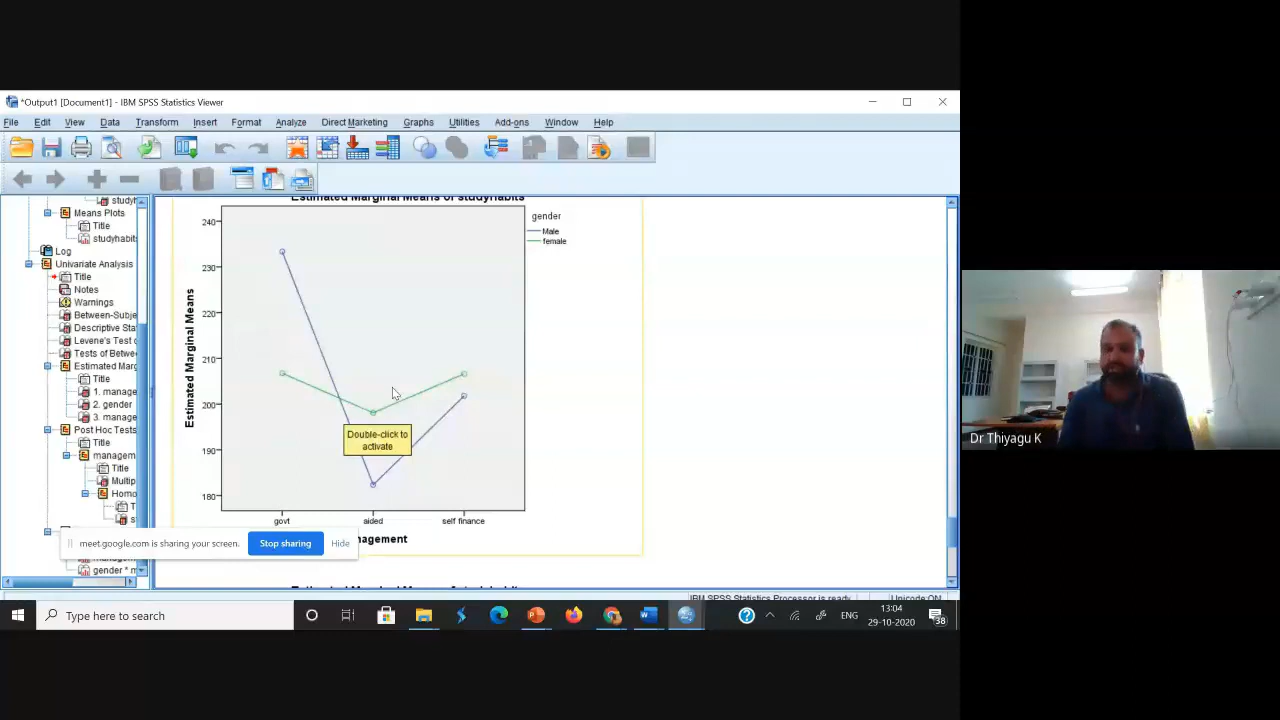 *Output1 [Document1] - IBM SPSS Statistics Viewer
File Edit View Data Transform Insert Format Analyze Direct Marketing Graphs Utilities Add-ons Window Help
studyh
Means Plots
Title
studyhabits
Log
Univariate Analysis
Title
Notes
Warnings
Between-Subje
Descriptive Sta
Levene's Test o
Tests of Betwe
Estimated Marg
Title
1. manage
2. gender
3. manage
Post Hoc Tests
Title
managem
Title
Multip
Homo
gender * m
Estimated Marginal Means of studyhabits
gender
Male
female
Estimated Marginal Means
240
230
220
210
200
190
180
Double-click to
activate
govt aided self finance
nagement
meet.google.com is sharing your screen. Stop sharing Hide
IBM SPSS Statistics Processor is ready Unicode:ON
Type here to search
ENG
13:04
29-10-2020
38
Dr Thiyagu K